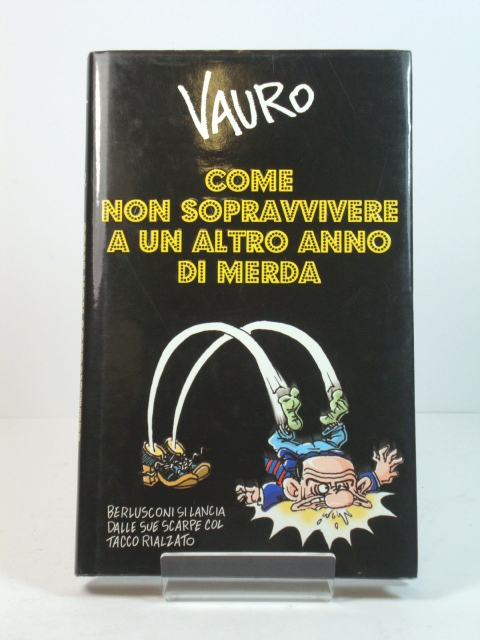 VAURO
COME
NON SOPRAVVIVERE
A UN ALTRO ANNO
DI MERDA
BERLUSCONI SI LANCIA
DALLE SUE SCARPE COL
TACCO RIALZATO